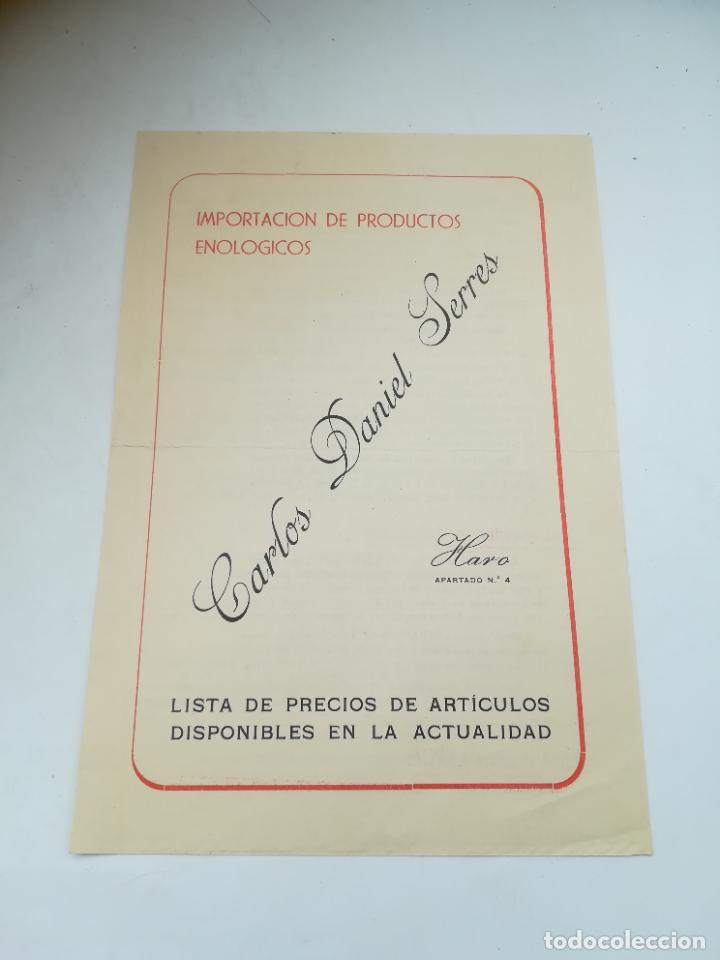 IMPORTACION DE PRODUCTOS
ENOLOGICOS
Carlos Daniel Serres
Haro
APARTADO N.º 4
LISTA DE PRECIOS DE ARTÍCULOS
DISPONIBLES EN LA ACTUALIDAD
todocoleccion